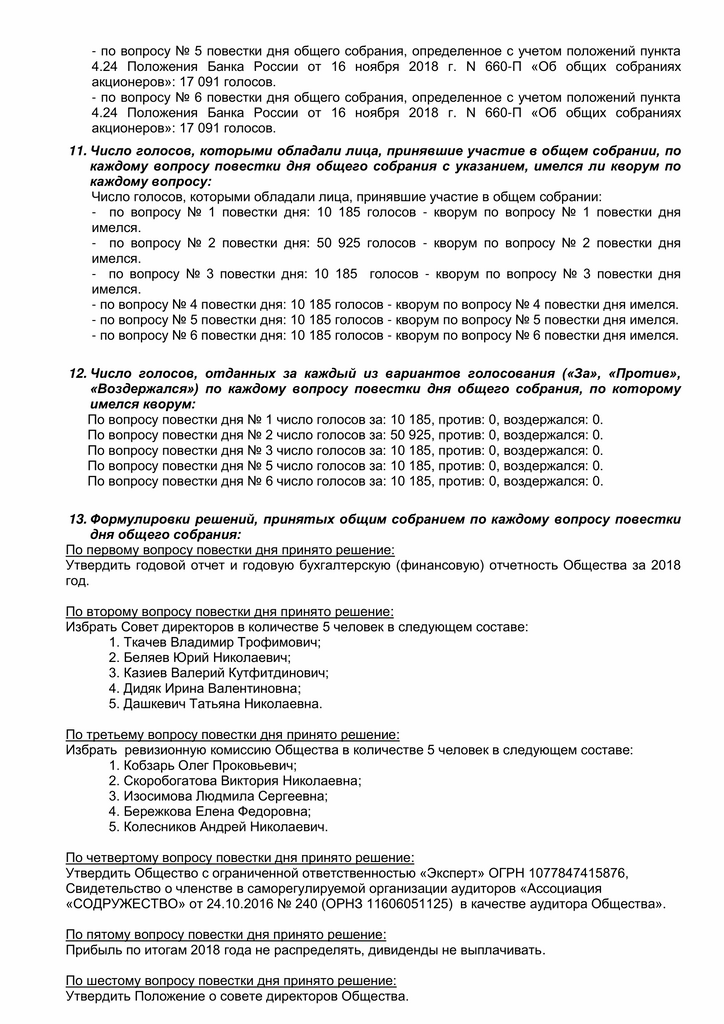 - по вопросу № 5 повестки дня общего собрания, определенное с учетом положений пункта
4.24 Положения Банка России от 16 ноября 2018 г. N 660-П «Об общих собраниях
акционеров»: 17 091 голосов.
- по вопросу № 6 повестки дня общего собрания, определенное с учетом положений пункта
4.24 Положения Банка России от 16 ноября 2018 г. N 660-П «Об общих собраниях
акционеров»: 17 091 голосов.
11. Число голосов, которыми обладали лица, принявшие участие в общем собрании, по
каждому вопросу повестки дня общего собрания с указанием, имелся ли кворум по
каждому вопросу:
Число голосов, которыми обладали лица, принявшие участие в общем собрании:
- по вопросу № 1 повестки дня: 10 185 голосов - кворум по вопросу № 1 повестки дня
имелся.
- по вопросу № 2 повестки дня: 50 925 голосов - кворум по вопросу № 2 повестки дня
имелся.
- по вопросу № 3 повестки дня: 10 185 голосов - кворум по вопросу № 3 повестки дня
имелся.
- по вопросу № 4 повестки дня: 10 185 голосов - кворум по вопросу № 4 повестки дня имелся.
- по вопросу № 5 повестки дня: 10 185 голосов - кворум по вопросу № 5 повестки дня имелся.
- по вопросу № 6 повестки дня: 10 185 голосов - кворум по вопросу № 6 повестки дня имелся.
12. Число голосов, отданных за каждый из вариантов голосования («За», «Против»,
«Воздержался») по каждому вопросу повестки дня общего собрания, по которому
имелся кворум:
По вопросу повестки дня № 1 число голосов за: 10 185, против: 0, воздержался: 0.
По вопросу повестки дня № 2 число голосов за: 50 925, против: 0, воздержался: 0.
По вопросу повестки дня № 3 число голосов за: 10 185, против: 0, воздержался: 0.
По вопросу повестки дня № 5 число голосов за: 10 185, против: 0, воздержался: 0.
По вопросу повестки дня № 6 число голосов за: 10 185, против: 0, воздержался: 0.
13. Формулировки решений, принятых общим собранием по каждому вопросу повестки
дня общего собрания:
По первому вопросу повестки дня принято решение:
Утвердить годовой отчет и годовую бухгалтерскую (финансовую) отчетность Общества за 2018
год.
По второму вопросу повестки дня принято решение:
Избрать Совет директоров в количестве 5 человек в следующем составе:
1. Ткачев Владимир Трофимович;
2. Беляев Юрий Николаевич;
3. Казиев Валерий Кутфитдинович;
4. Дидяк Ирина Валентиновна;
5. Дашкевич Татьяна Николаевна.
По третьему вопросу повестки дня принято решение:
Избрать ревизионную комиссию Общества в количестве 5 человек в следующем составе:
1. Кобзарь Олег Проковьевич;
2. Скоробогатова Виктория Николаевна;
3. Изосимова Людмила Сергеевна;
4. Бережкова Елена Федоровна;
5. Колесников Андрей Николаевич.
По четвертому вопросу повестки дня принято решение:
Утвердить Общество с ограниченной ответственностью «Эксперт» ОГРН 1077847415876,
Свидетельство о членстве в саморегулируемой организации аудиторов «Ассоциация
«СОДРУЖЕСТВО» от 24.10.2016 № 240 (ОРНЗ 11606051125) в качестве аудитора Общества».
По пятому вопросу повестки дня принято решение:
Прибыль по итогам 2018 года не распределять, дивиденды не выплачивать.
По шестому вопросу повестки дня принято решение:
Утвердить Положение о совете директоров Общества.